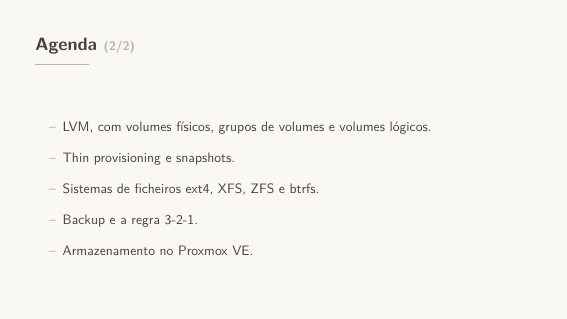 Agenda (2/2)
– LVM, com volumes físicos, grupos de volumes e volumes lógicos.
– Thin provisioning e snapshots.
– Sistemas de ficheiros ext4, XFS, ZFS e btrfs.
– Backup e a regra 3-2-1.
– Armazenamento no Proxmox VE.